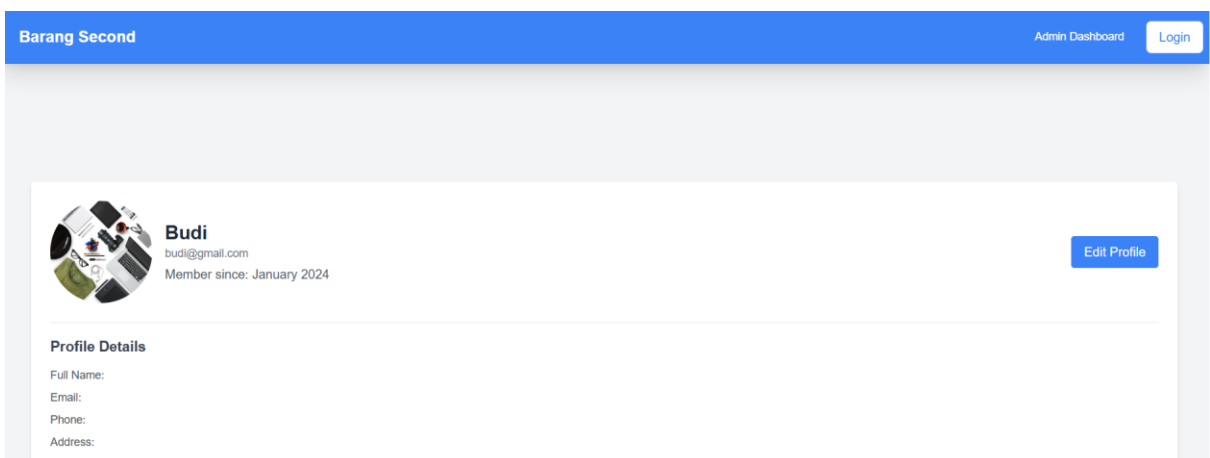 Barang Second
Admin Dashboard
Login
Budi
budi@gmail.com
Member since: January 2024
Edit Profile
Profile Details
Full Name:
Email:
Phone:
Address: